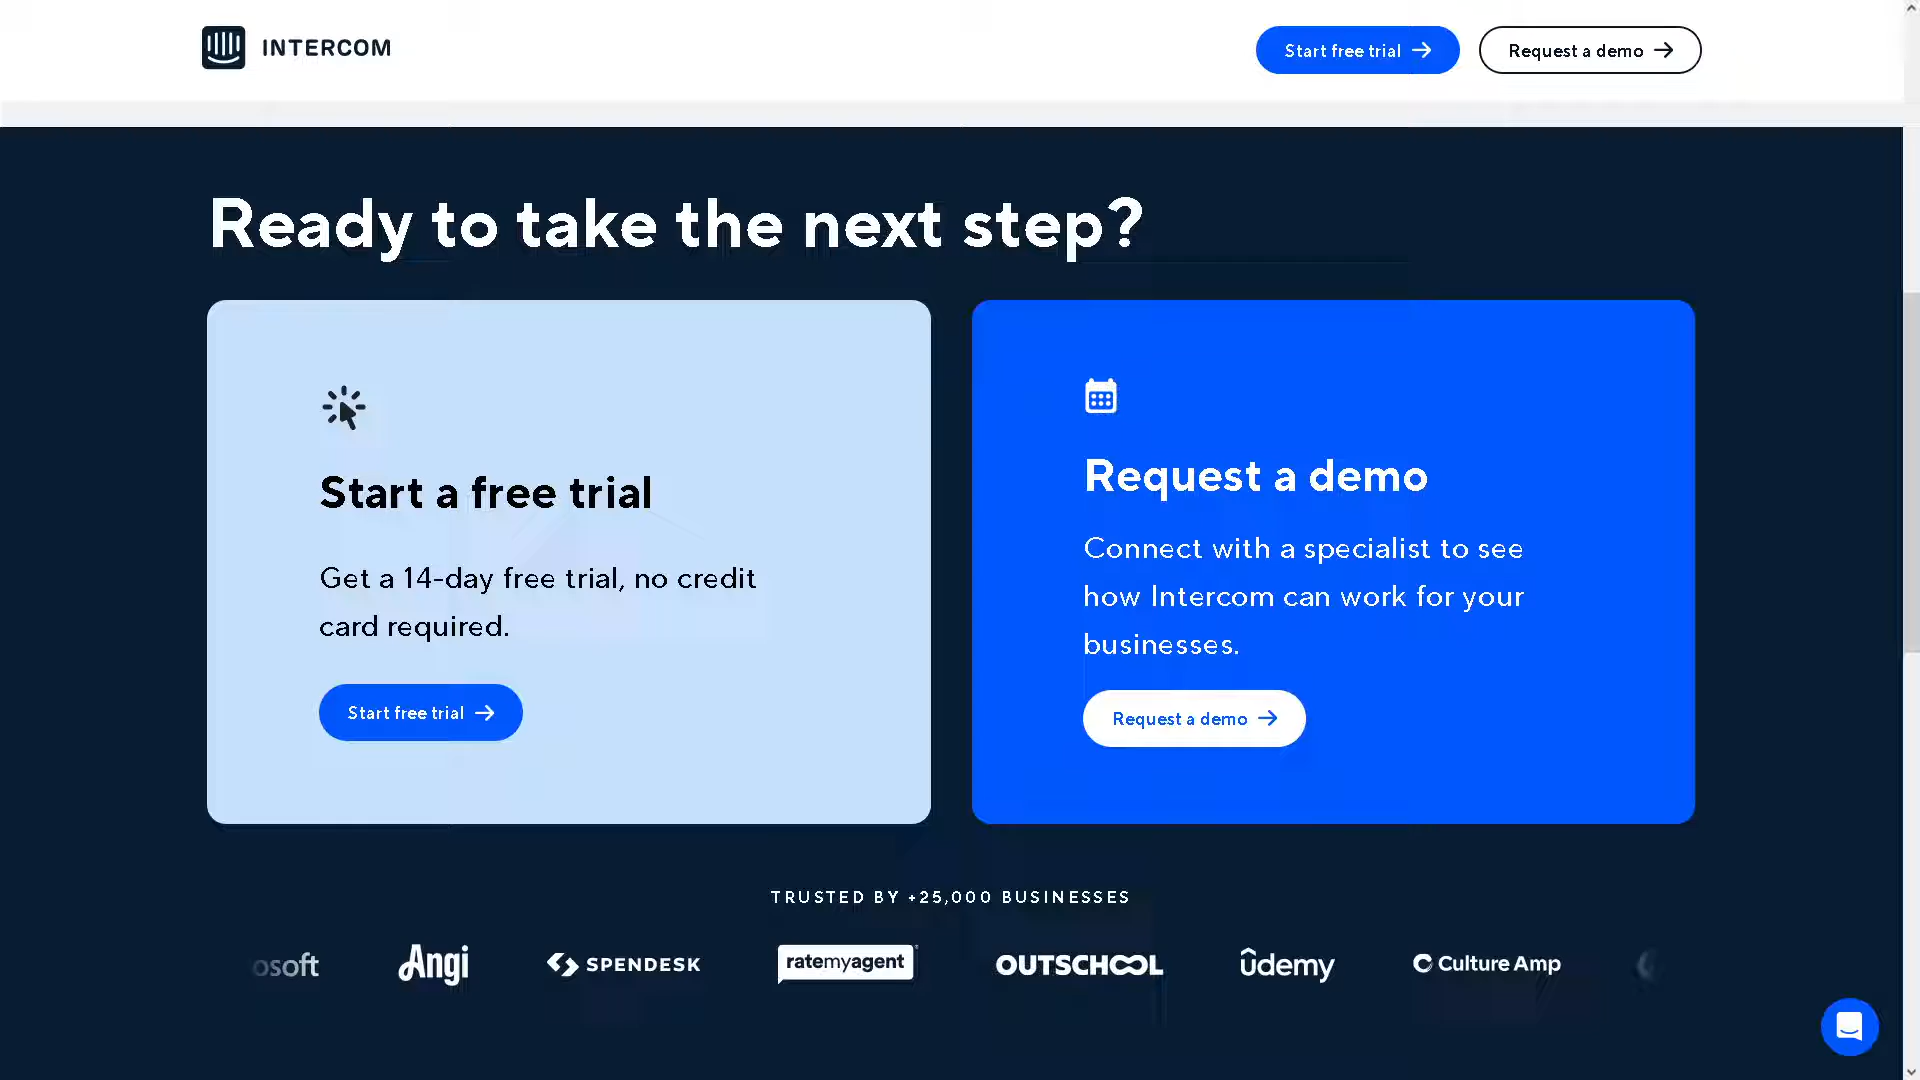 INTERCOM
Start free trial
Request a demo
Ready to take the next step?
Start a free trial
Get a 14-day free trial, no credit
card required.
Start free trial
Request a demo
Connect with a specialist to see
how Intercom can work for your
businesses.
Request a demo
TRUSTED BY +25,000 BUSINESSES
osoft
Angi
SPENDESK
ratemyagent
OUTSCHOOL
ûdemy
Culture Amp